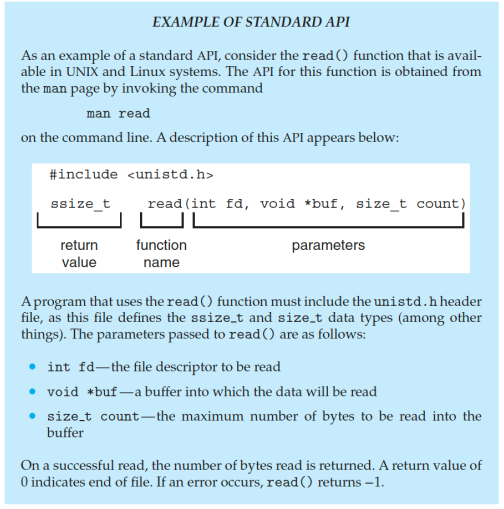 EXAMPLE OF STANDARD API
As an example of a standard API, consider the read() function that is avail-
able in UNIX and Linux systems. The API for this function is obtained from
the man page by invoking the command
man read
on the command line. A description of this API appears below:
#include <unistd.h>
ssize_t read(int fd, void *buf, size_t count)
return function parameters
value name
A program that uses the read() function must include the unistd.h header
file, as this file defines the ssize_t and size_t data types (among other
things). The parameters passed to read() are as follows:
• int fd—the file descriptor to be read
• void *buf—a buffer into which the data will be read
• size_t count—the maximum number of bytes to be read into the
buffer
On a successful read, the number of bytes read is returned. A return value of
0 indicates end of file. If an error occurs, read() returns −1.